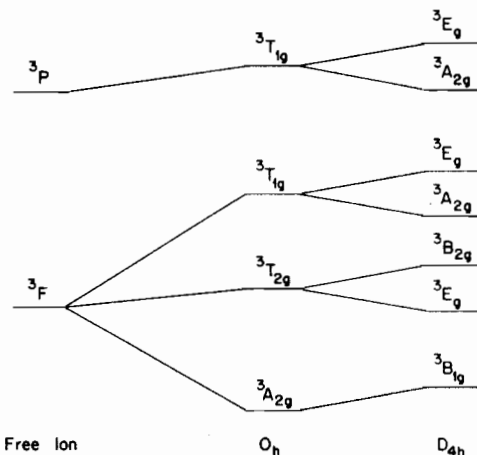 ³E_g
³T_1g
³P
³A_2g
³E_g
³T_1g
³A_2g
³B_2g
³T_2g
³F
³E_g
³B_1g
³A_2g
Free Ion O_h D_4h